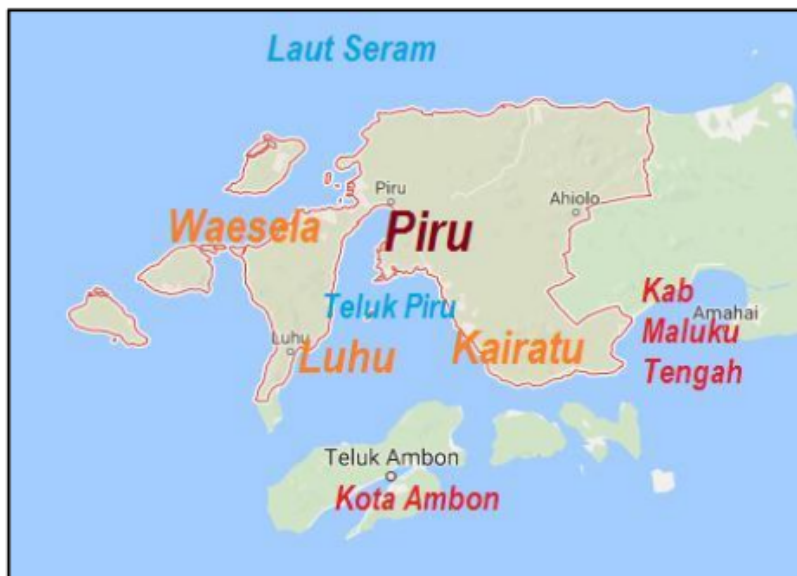 Laut Seram
Piru
Ahiolo
Waesela
Piru
Teluk Piru
Kab
Maluku
Tengah
Amahai
Luhu
Luhu
Kairatu
Teluk Ambon
Kota Ambon